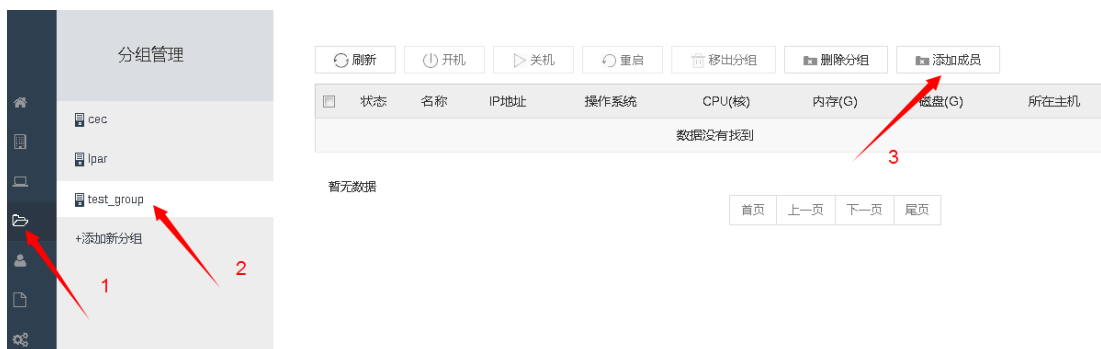 分组管理
cec
lpar
test_group
+添加新分组
1
2
刷新 开机 关机 重启 移出分组 删除分组 添加成员
状态 名称 IP地址 操作系统 CPU(核) 内存(G) 磁盘(G) 所在主机
数据没有找到
3
暂无数据
首页 上一页 下一页 尾页